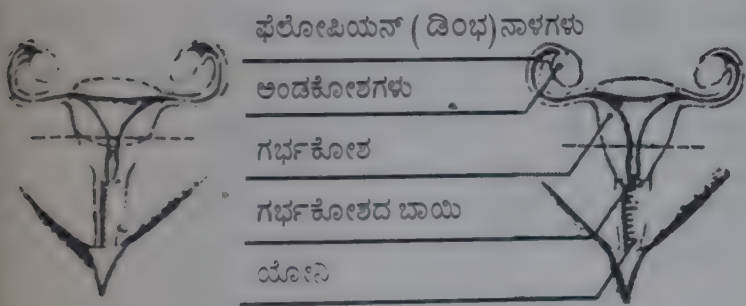 ಫೆಲೋಪಿಯನ್ ( ಡಿಂಭ) ನಾಳಗಳು
ಅಂಡಕೋಶಗಳು
ಗರ್ಭಕೋಶ
ಗರ್ಭಕೋಶದ ಬಾಯಿ
ಯೋನಿ